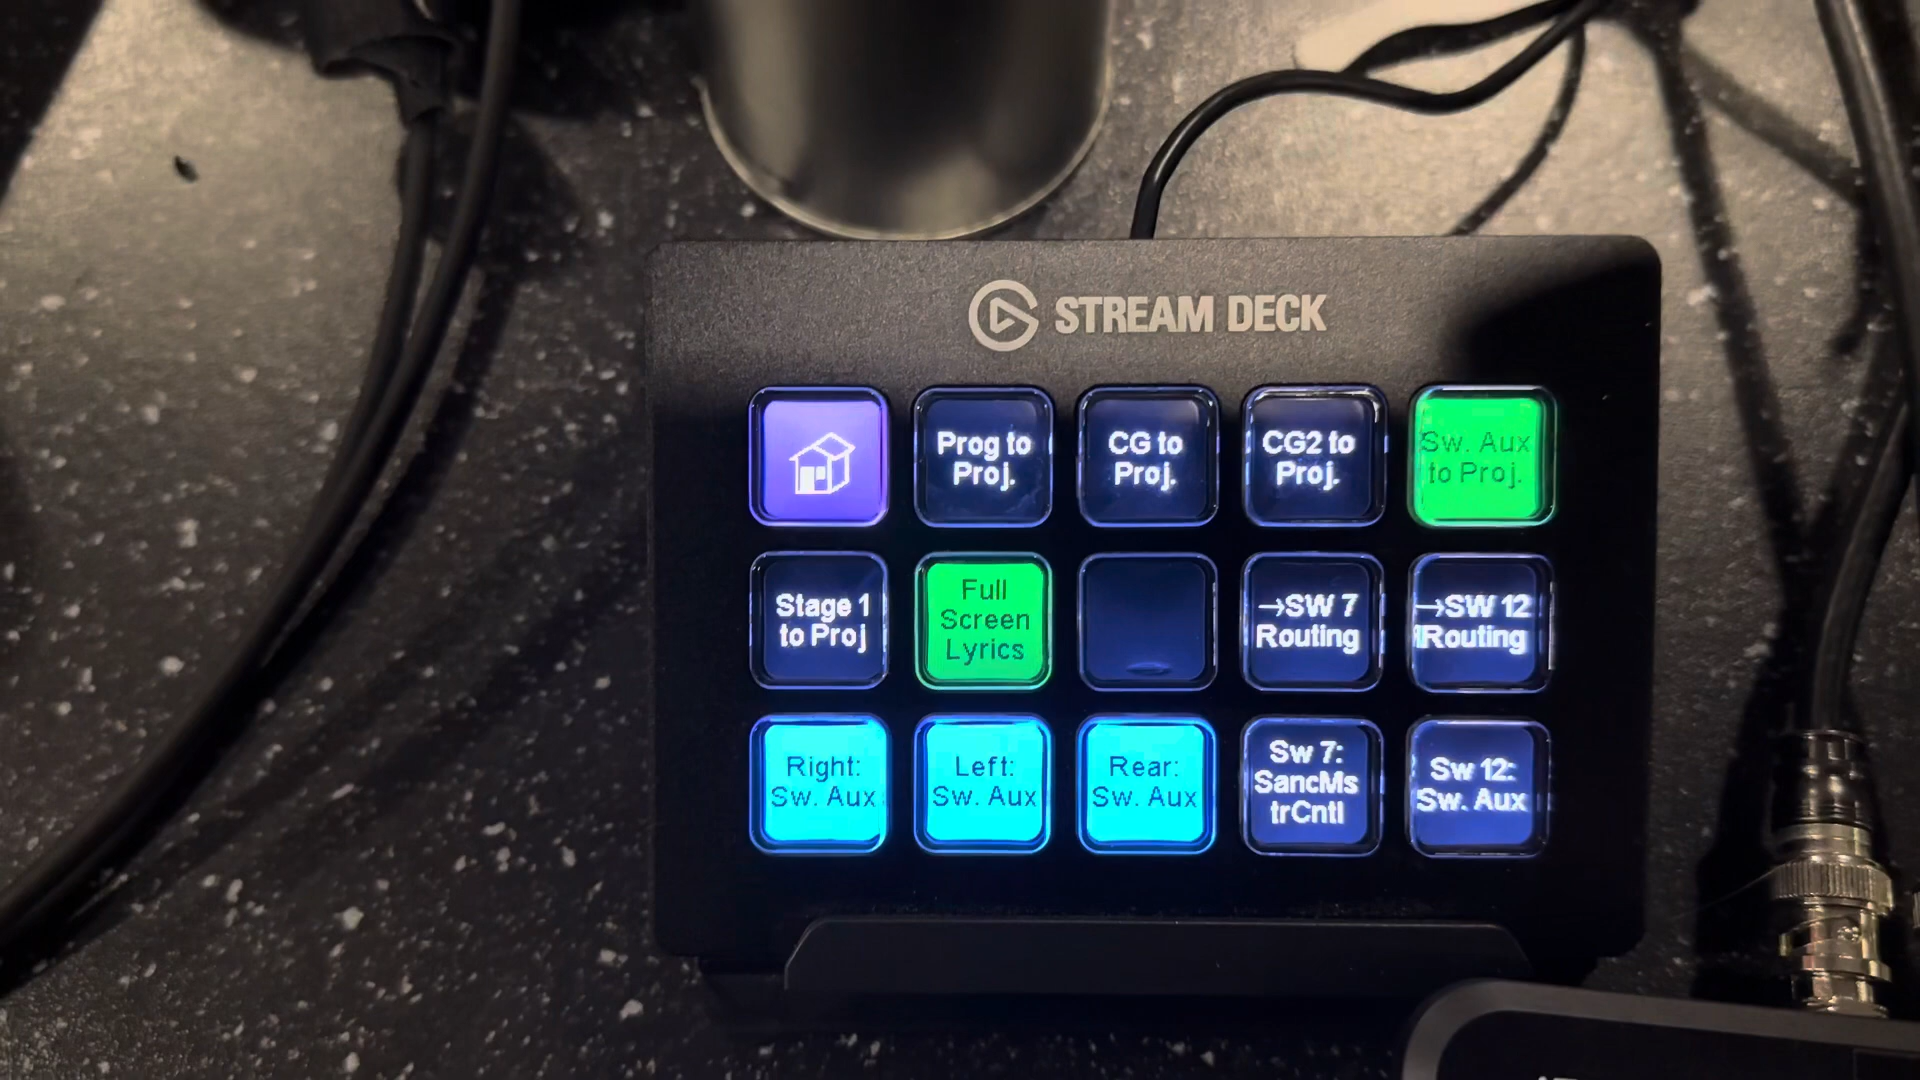 STREAM DECK
Prog to
Proj.
CG to
Proj.
CG2 to
Proj.
Sw. Aux
to Proj.
Stage 1
to Proj
Full
Screen
Lyrics
→SW 7
Routing
→SW 12
Routing
Right:
Sw. Aux
Left:
Sw. Aux
Rear:
Sw. Aux
Sw 7:
SancMs
trCntl
Sw 12:
Sw. Aux